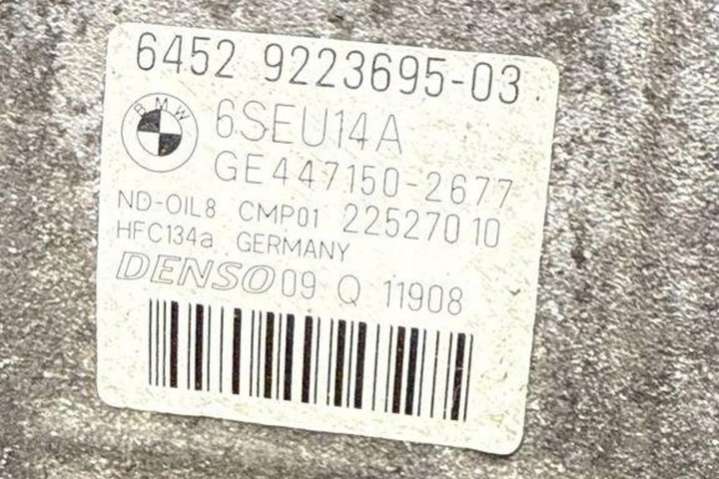 6452 9223695-03
BMW 6SEU14A
GE447150-2677
ND-OIL8 CMP01 22527010
HFC134a GERMANY
DENSO 09 Q 11908